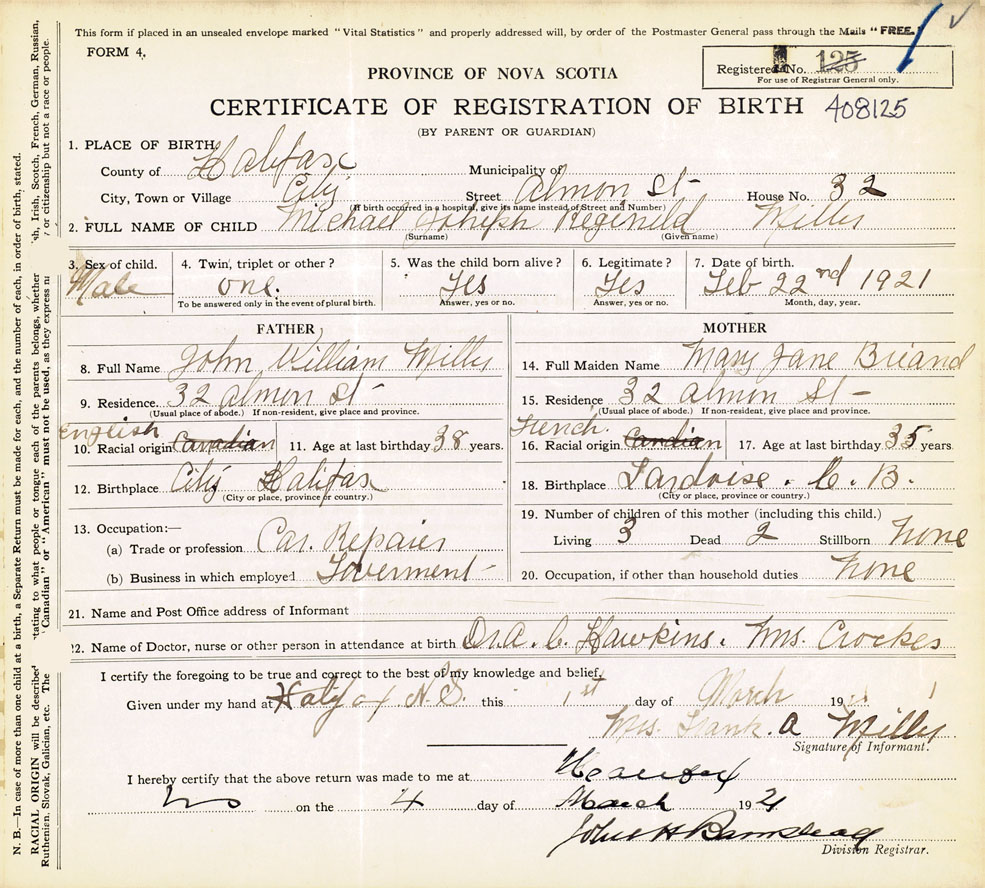 This form if placed in an unsealed envelope marked "Vital Statistics" and properly addressed will, by order of the Postmaster General pass through the Mails "FREE."
FORM 4.
Registered No. 125
For use of Registrar General only.
PROVINCE OF NOVA SCOTIA
CERTIFICATE OF REGISTRATION OF BIRTH 408125
(BY PARENT OR GUARDIAN)
1. PLACE OF BIRTH,
County of Halifax Municipality of
City, Town or Village City Street Almon St- House No. 32
(If birth occurred in a hospital, give its name instead of Street and Number)
2. FULL NAME OF CHILD Michael Joseph Reginild Willis
(Surname) (Given name)
3. Sex of child. Male
4. Twin, triplet or other? one.
To be answered only in the event of plural birth.
5. Was the child born alive? Yes
Answer, yes or no.
6. Legitimate? Yes
Answer, yes or no.
7. Date of birth. Feb 22nd 1921
Month, day, year.
FATHER
8. Full Name John William Willis
9. Residence 32 Almon St-
(Usual place of abode.) If non-resident, give place and province.
English
10. Racial origin Canadian 11. Age at last birthday 38 years.
12. Birthplace City Halifax
(City or place, province or country.)
13. Occupation:—
(a) Trade or profession Car. Repairer
(b) Business in which employed Goverment-
MOTHER
14. Full Maiden Name Mary Jane Briand
15. Residence 32 Almon St-
(Usual place of abode.) If non-resident, give place and province.
French.
16. Racial origin Candian 17. Age at last birthday 35 years.
18. Birthplace Lardoise. C. B.
(City or place, province or country.)
19. Number of children of this mother (including this child.)
Living 3 Dead 2 Stillborn None
20. Occupation, if other than household duties None
21. Name and Post Office address of Informant
22. Name of Doctor, nurse or other person in attendance at birth Dr. A. C. Hawkins. Mrs. Crockes
I certify the foregoing to be true and correct to the best of my knowledge and belief.
Given under my hand at Halifax N.S. this 1st day of March 19 1
Mrs. Frank. A Willis
Signature of Informant.
I hereby certify that the above return was made to me at
NS on the 4 day of March 1921
John H Barnstead
Division Registrar.
N. B.—In case of more than one child at a birth, a Separate Return must be made for each, and the number of each, in order of birth, stated.
RACIAL ORIGIN will be described
stating to what people or tongue each of the parents belongs, whether
sh, Irish, Scotch, French, German, Russian,
Ruthenian, Slovak, Galician, etc. The
"Canadian" or "American" must not be used, as they express
or citizenship but not a race or people.